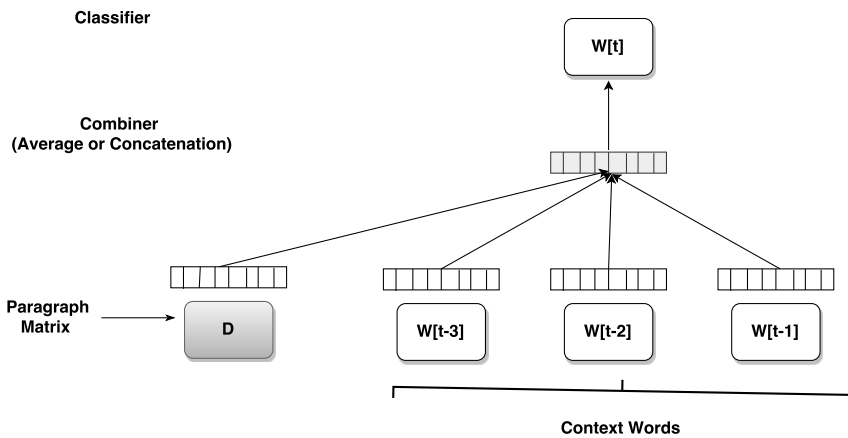 Classifier
W[t]
Combiner
(Average or Concatenation)
Paragraph
Matrix
D
W[t-3]
W[t-2]
W[t-1]
Context Words